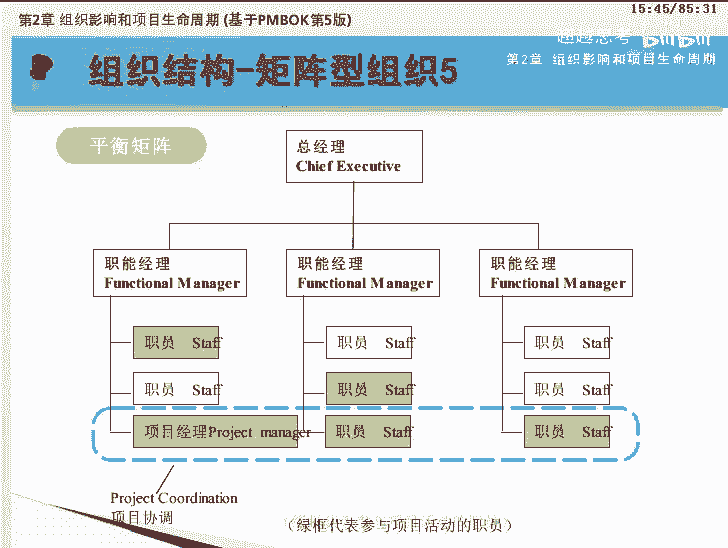 15:45/85:31
第2章 组织影响和项目生命周期 (基于PMBOK第5版)
第2章 组织影响和项目生命周期
组织结构-矩阵型组织5
平衡矩阵
总经理
Chief Executive
职能经理
Functional Manager
职能经理
Functional Manager
职能经理
Functional Manager
职员 Staff
职员 Staff
职员 Staff
职员 Staff
职员 Staff
职员 Staff
项目经理Project manager
职员 Staff
职员 Staff
Project Coordination
项目协调
（绿框代表参与项目活动的职员）